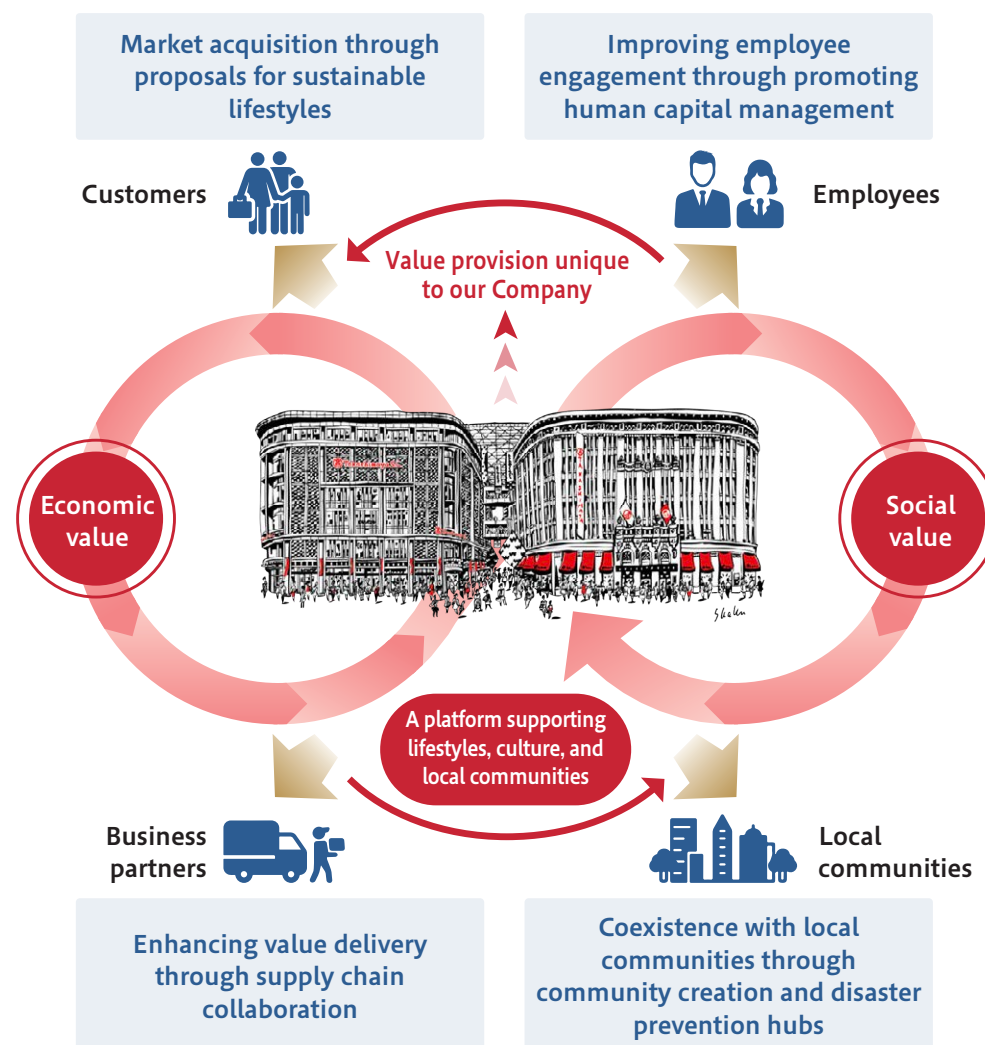 Market acquisition through
proposals for sustainable
lifestyles
Improving employee
engagement through promoting
human capital management
Customers
Employees
Value provision unique
to our Company
Economic
value
Social
value
A platform supporting
lifestyles, culture, and
local communities
Business
partners
Local
communities
Enhancing value delivery
through supply chain
collaboration
Coexistence with local
communities through
community creation and disaster
prevention hubs